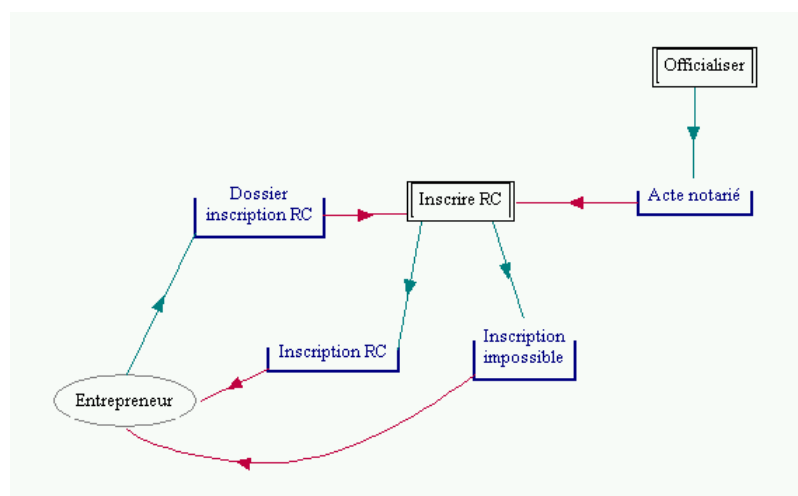 Officialiser
Dossier
inscription RC
Inscrire RC
Acte notarié
Inscription RC
Inscription
impossible
Entrepreneur